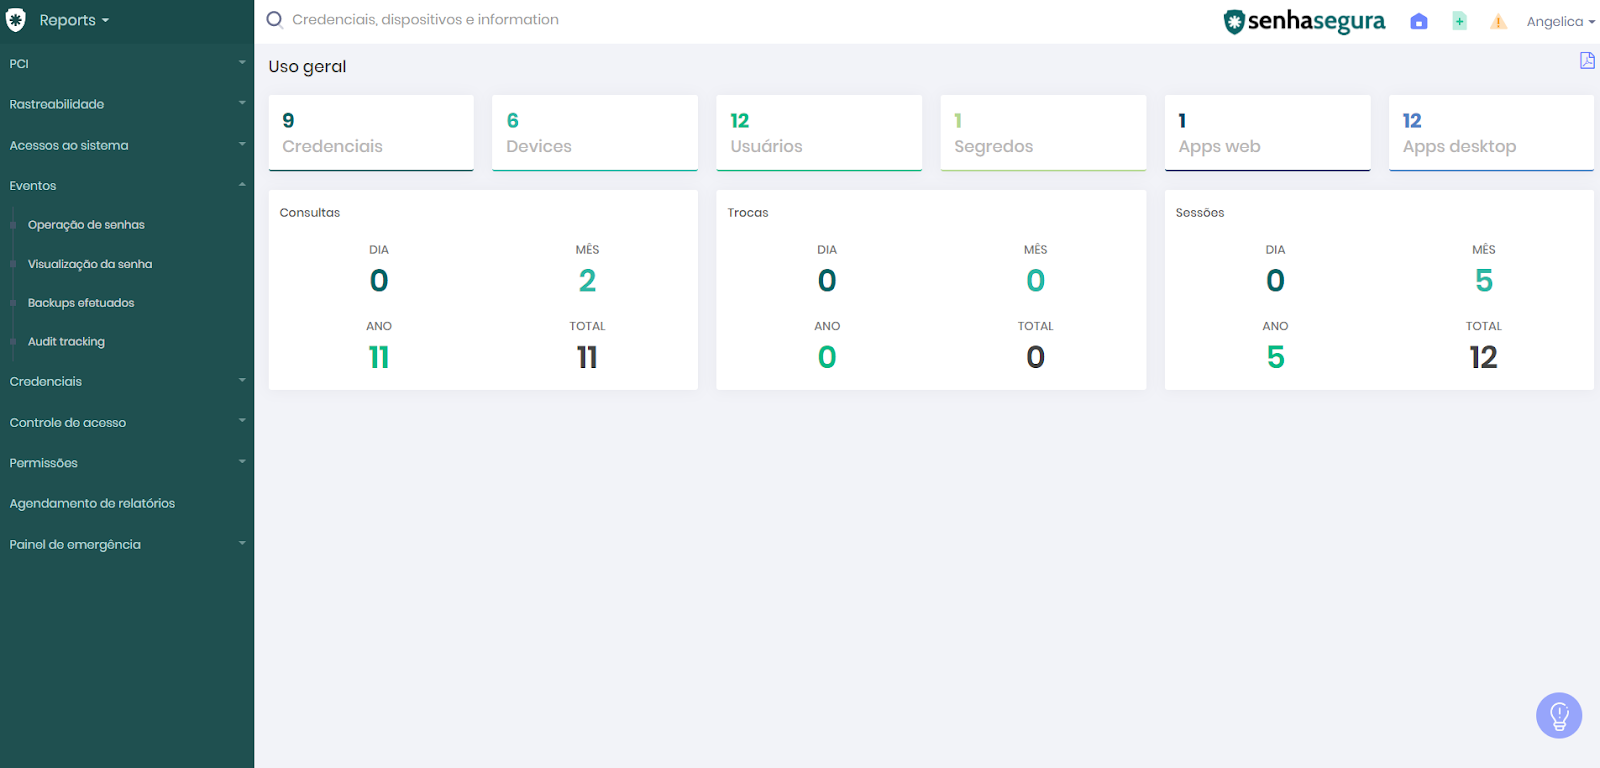 Reports
Credenciais, dispositivos e information
senhasegura
Angelica
PCI
Rastreabilidade
Acessos ao sistema
Eventos
Operação de senhas
Visualização da senha
Backups efetuados
Audit tracking
Credenciais
Controle de acesso
Permissões
Agendamento de relatórios
Painel de emergência
Uso geral
9
Credenciais
6
Devices
12
Usuários
1
Segredos
1
Apps web
12
Apps desktop
Consultas
DIA MÊS
0 2
ANO TOTAL
11 11
Trocas
DIA MÊS
0 0
ANO TOTAL
0 0
Sessões
DIA MÊS
0 5
ANO TOTAL
5 12